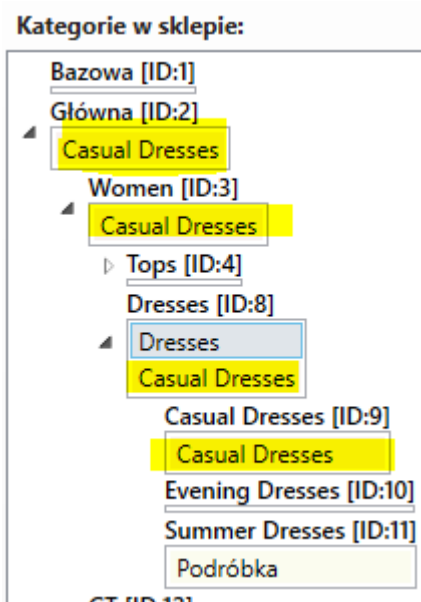 Kategorie w sklepie:
Bazowa [ID:1]
Główna [ID:2]
Casual Dresses
Women [ID:3]
Casual Dresses
Tops [ID:4]
Dresses [ID:8]
Dresses
Casual Dresses
Casual Dresses [ID:9]
Casual Dresses
Evening Dresses [ID:10]
Summer Dresses [ID:11]
Podróbka